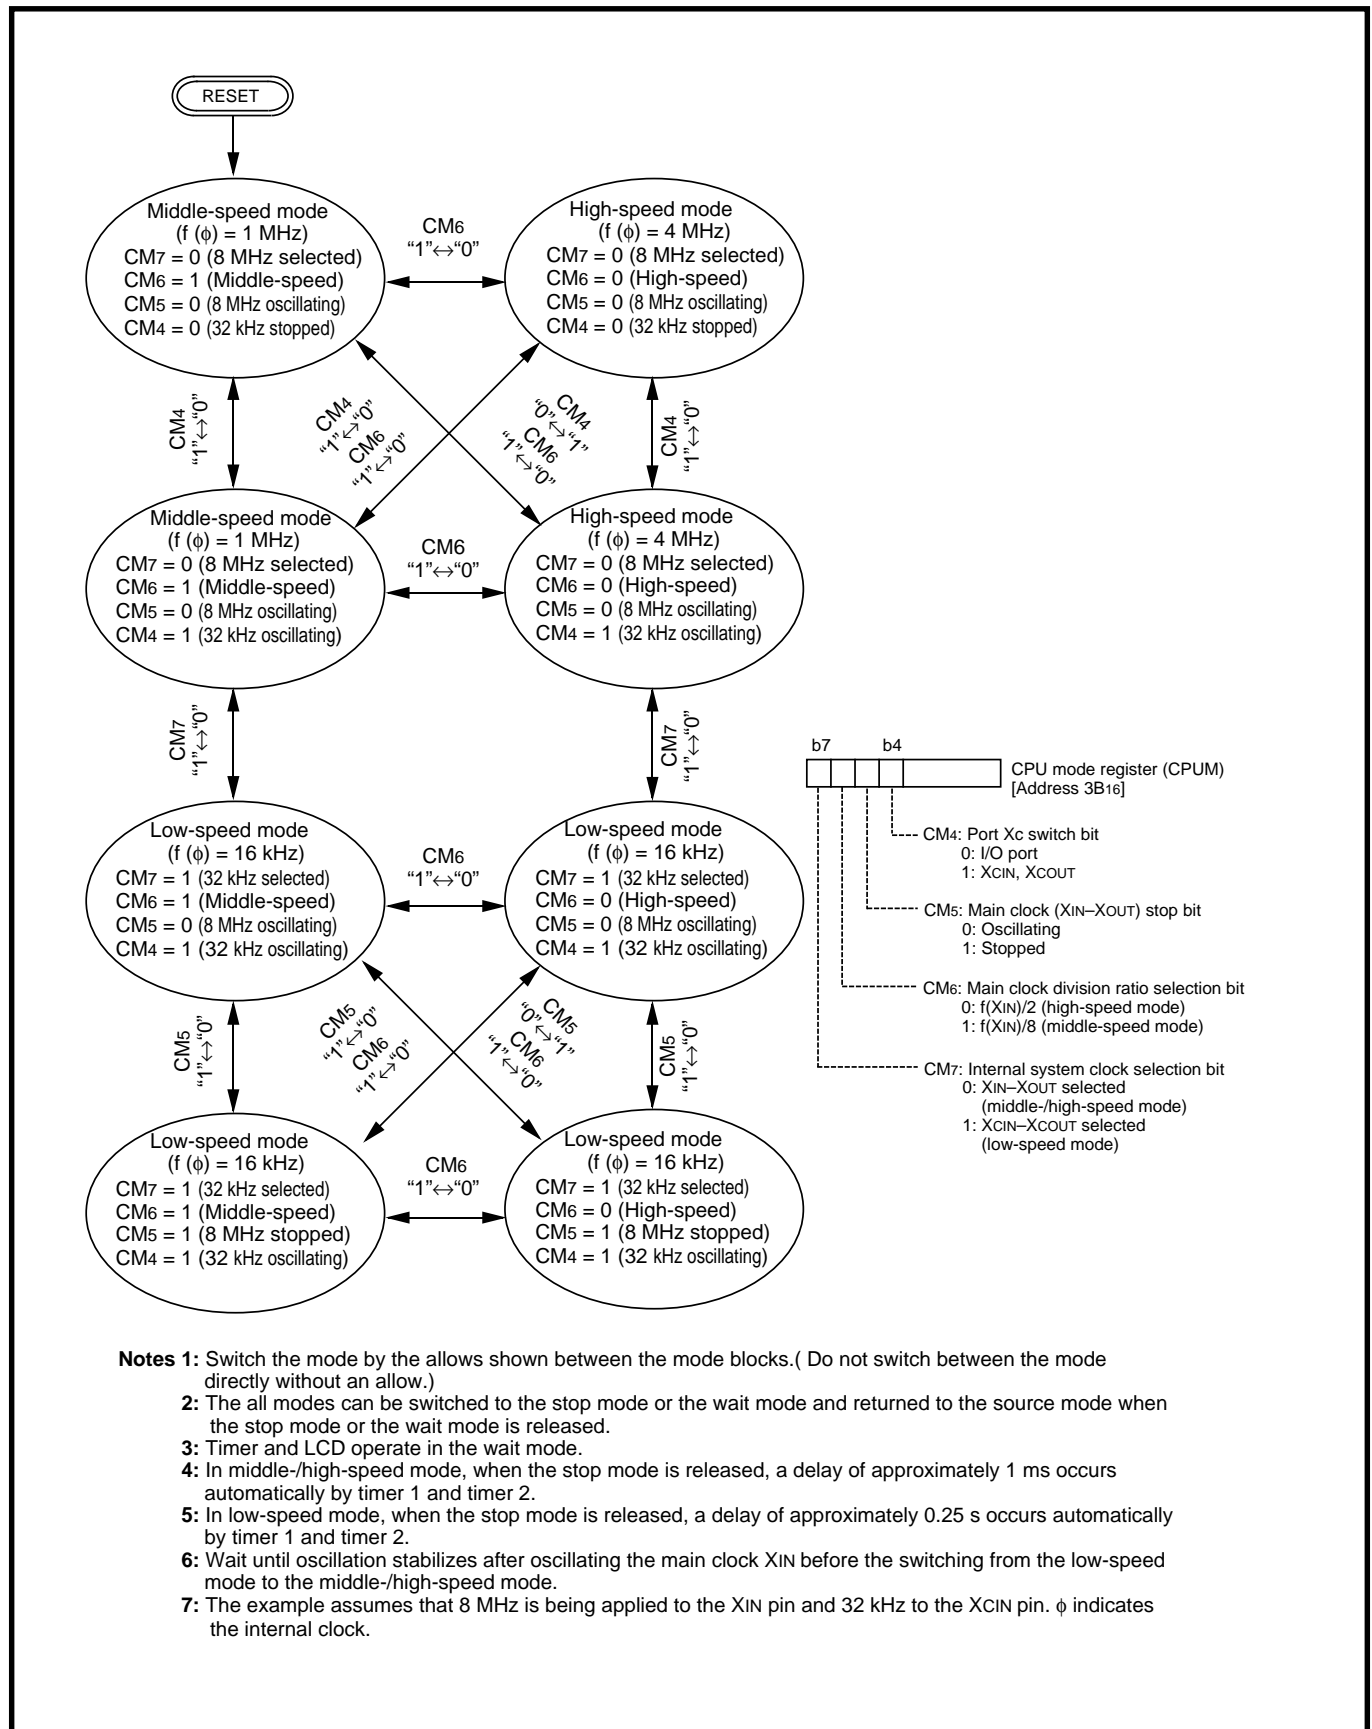 RESET
Middle-speed mode
(f (ϕ) = 1 MHz)
CM7 = 0 (8 MHz selected)
CM6 = 1 (Middle-speed)
CM5 = 0 (8 MHz oscillating)
CM4 = 0 (32 kHz stopped)
CM6
“1”↔“0”
High-speed mode
(f (ϕ) = 4 MHz)
CM7 = 0 (8 MHz selected)
CM6 = 0 (High-speed)
CM5 = 0 (8 MHz oscillating)
CM4 = 0 (32 kHz stopped)
CM4
“1”↔“0”
CM4
“1”↔“0”
CM6
“1”↔“0”
CM4
“0”↔“1”
CM6
“1”↔“0”
CM4
“1”↔“0”
Middle-speed mode
(f (ϕ) = 1 MHz)
CM7 = 0 (8 MHz selected)
CM6 = 1 (Middle-speed)
CM5 = 0 (8 MHz oscillating)
CM4 = 1 (32 kHz oscillating)
CM6
“1”↔“0”
High-speed mode
(f (ϕ) = 4 MHz)
CM7 = 0 (8 MHz selected)
CM6 = 0 (High-speed)
CM5 = 0 (8 MHz oscillating)
CM4 = 1 (32 kHz oscillating)
CM7
“1”↔“0”
CM7
“1”↔“0”
Low-speed mode
(f (ϕ) = 16 kHz)
CM7 = 1 (32 kHz selected)
CM6 = 1 (Middle-speed)
CM5 = 0 (8 MHz oscillating)
CM4 = 1 (32 kHz oscillating)
CM6
“1”↔“0”
Low-speed mode
(f (ϕ) = 16 kHz)
CM7 = 1 (32 kHz selected)
CM6 = 0 (High-speed)
CM5 = 0 (8 MHz oscillating)
CM4 = 1 (32 kHz oscillating)
CM5
“1”↔“0”
CM5
“1”↔“0”
CM6
“1”↔“0”
CM5
“0”↔“1”
CM6
“1”↔“0”
CM5
“1”↔“0”
Low-speed mode
(f (ϕ) = 16 kHz)
CM7 = 1 (32 kHz selected)
CM6 = 1 (Middle-speed)
CM5 = 1 (8 MHz stopped)
CM4 = 1 (32 kHz oscillating)
CM6
“1”↔“0”
Low-speed mode
(f (ϕ) = 16 kHz)
CM7 = 1 (32 kHz selected)
CM6 = 0 (High-speed)
CM5 = 1 (8 MHz stopped)
CM4 = 1 (32 kHz oscillating)
b7 b4
CPU mode register (CPUM)
[Address 3B16]
CM4: Port Xc switch bit
0: I/O port
1: XCIN, XCOUT
CM5: Main clock (XIN–XOUT) stop bit
0: Oscillating
1: Stopped
CM6: Main clock division ratio selection bit
0: f(XIN)/2 (high-speed mode)
1: f(XIN)/8 (middle-speed mode)
CM7: Internal system clock selection bit
0: XIN–XOUT selected
(middle-/high-speed mode)
1: XCIN–XCOUT selected
(low-speed mode)
Notes 1: Switch the mode by the allows shown between the mode blocks.( Do not switch between the mode
directly without an allow.)
2: The all modes can be switched to the stop mode or the wait mode and returned to the source mode when
the stop mode or the wait mode is released.
3: Timer and LCD operate in the wait mode.
4: In middle-/high-speed mode, when the stop mode is released, a delay of approximately 1 ms occurs
automatically by timer 1 and timer 2.
5: In low-speed mode, when the stop mode is released, a delay of approximately 0.25 s occurs automatically
by timer 1 and timer 2.
6: Wait until oscillation stabilizes after oscillating the main clock XIN before the switching from the low-speed
mode to the middle-/high-speed mode.
7: The example assumes that 8 MHz is being applied to the XIN pin and 32 kHz to the XCIN pin. ϕ indicates
the internal clock.